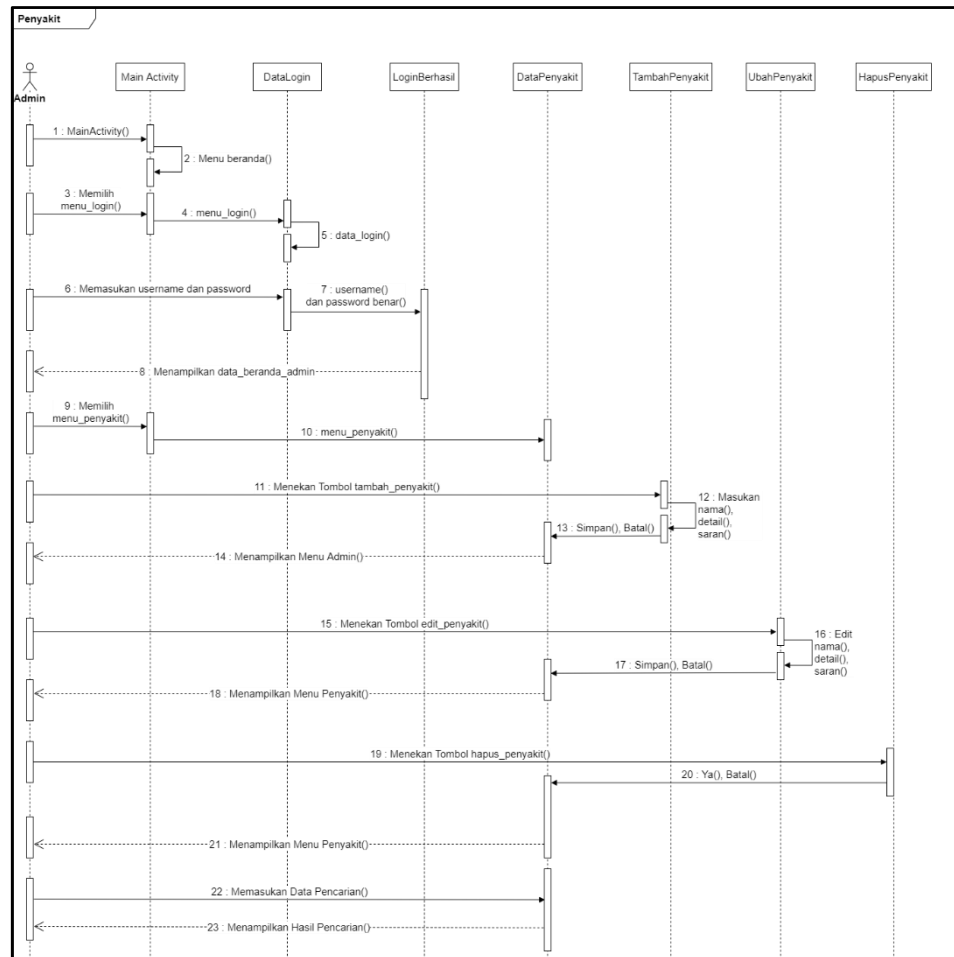 Penyakit
Admin
Main Activity
DataLogin
LoginBerhasil
DataPenyakit
TambahPenyakit
UbahPenyakit
HapusPenyakit
1 : MainActivity()
2 : Menu beranda()
3 : Memilih
menu_login()
4 : menu_login()
5 : data_login()
6 : Memasukan username dan password
7 : username()
dan password benar()
8 : Menampilkan data_beranda_admin
9 : Memilih
menu_penyakit()
10 : menu_penyakit()
11 : Menekan Tombol tambah_penyakit()
12 : Masukan
nama(),
detail(),
saran()
13 : Simpan(), Batal()
14 : Menampilkan Menu Admin()
15 : Menekan Tombol edit_penyakit()
16 : Edit
nama(),
detail(),
saran()
17 : Simpan(), Batal()
18 : Menampilkan Menu Penyakit()
19 : Menekan Tombol hapus_penyakit()
20 : Ya(), Batal()
21 : Menampilkan Menu Penyakit()
22 : Memasukan Data Pencarian()
23 : Menampilkan Hasil Pencarian()